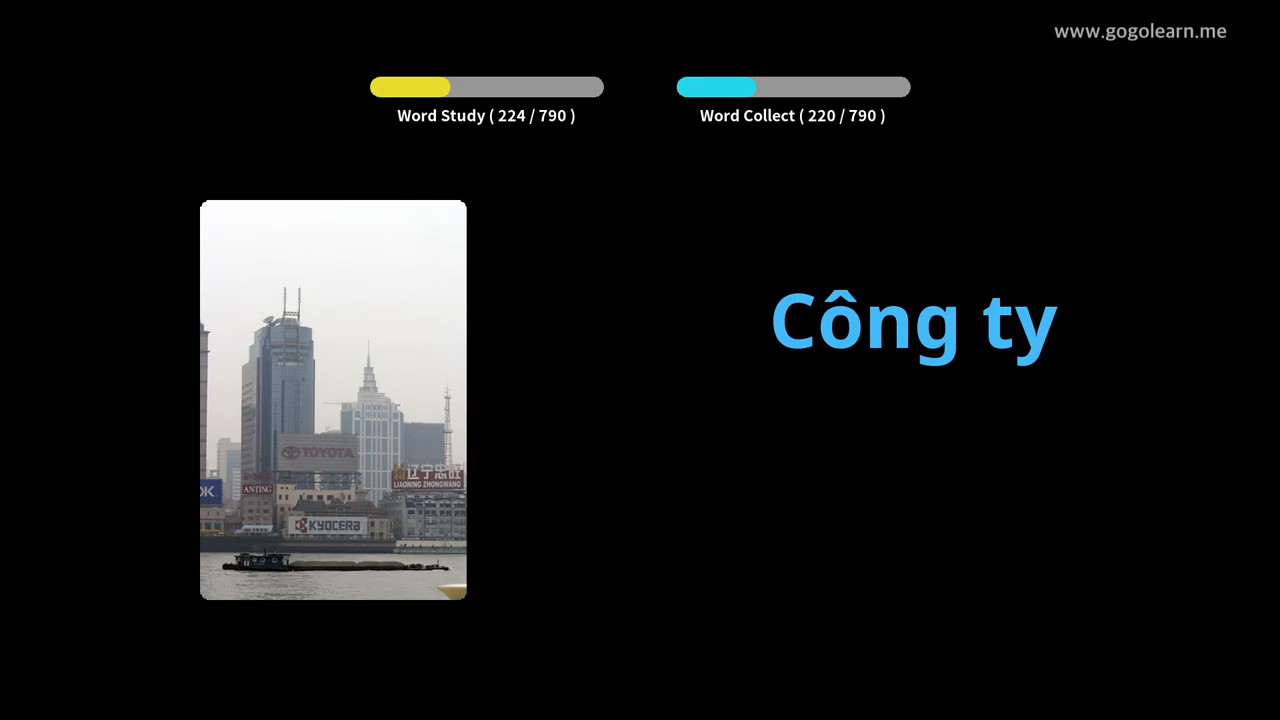 www.gogolearn.me
Word Study ( 224 / 790 )
Word Collect ( 220 / 790 )
Công ty
TOYOTA
辽宁忠旺
LIAONING ZHONGWANG
OK
ANTING
KYOCERA